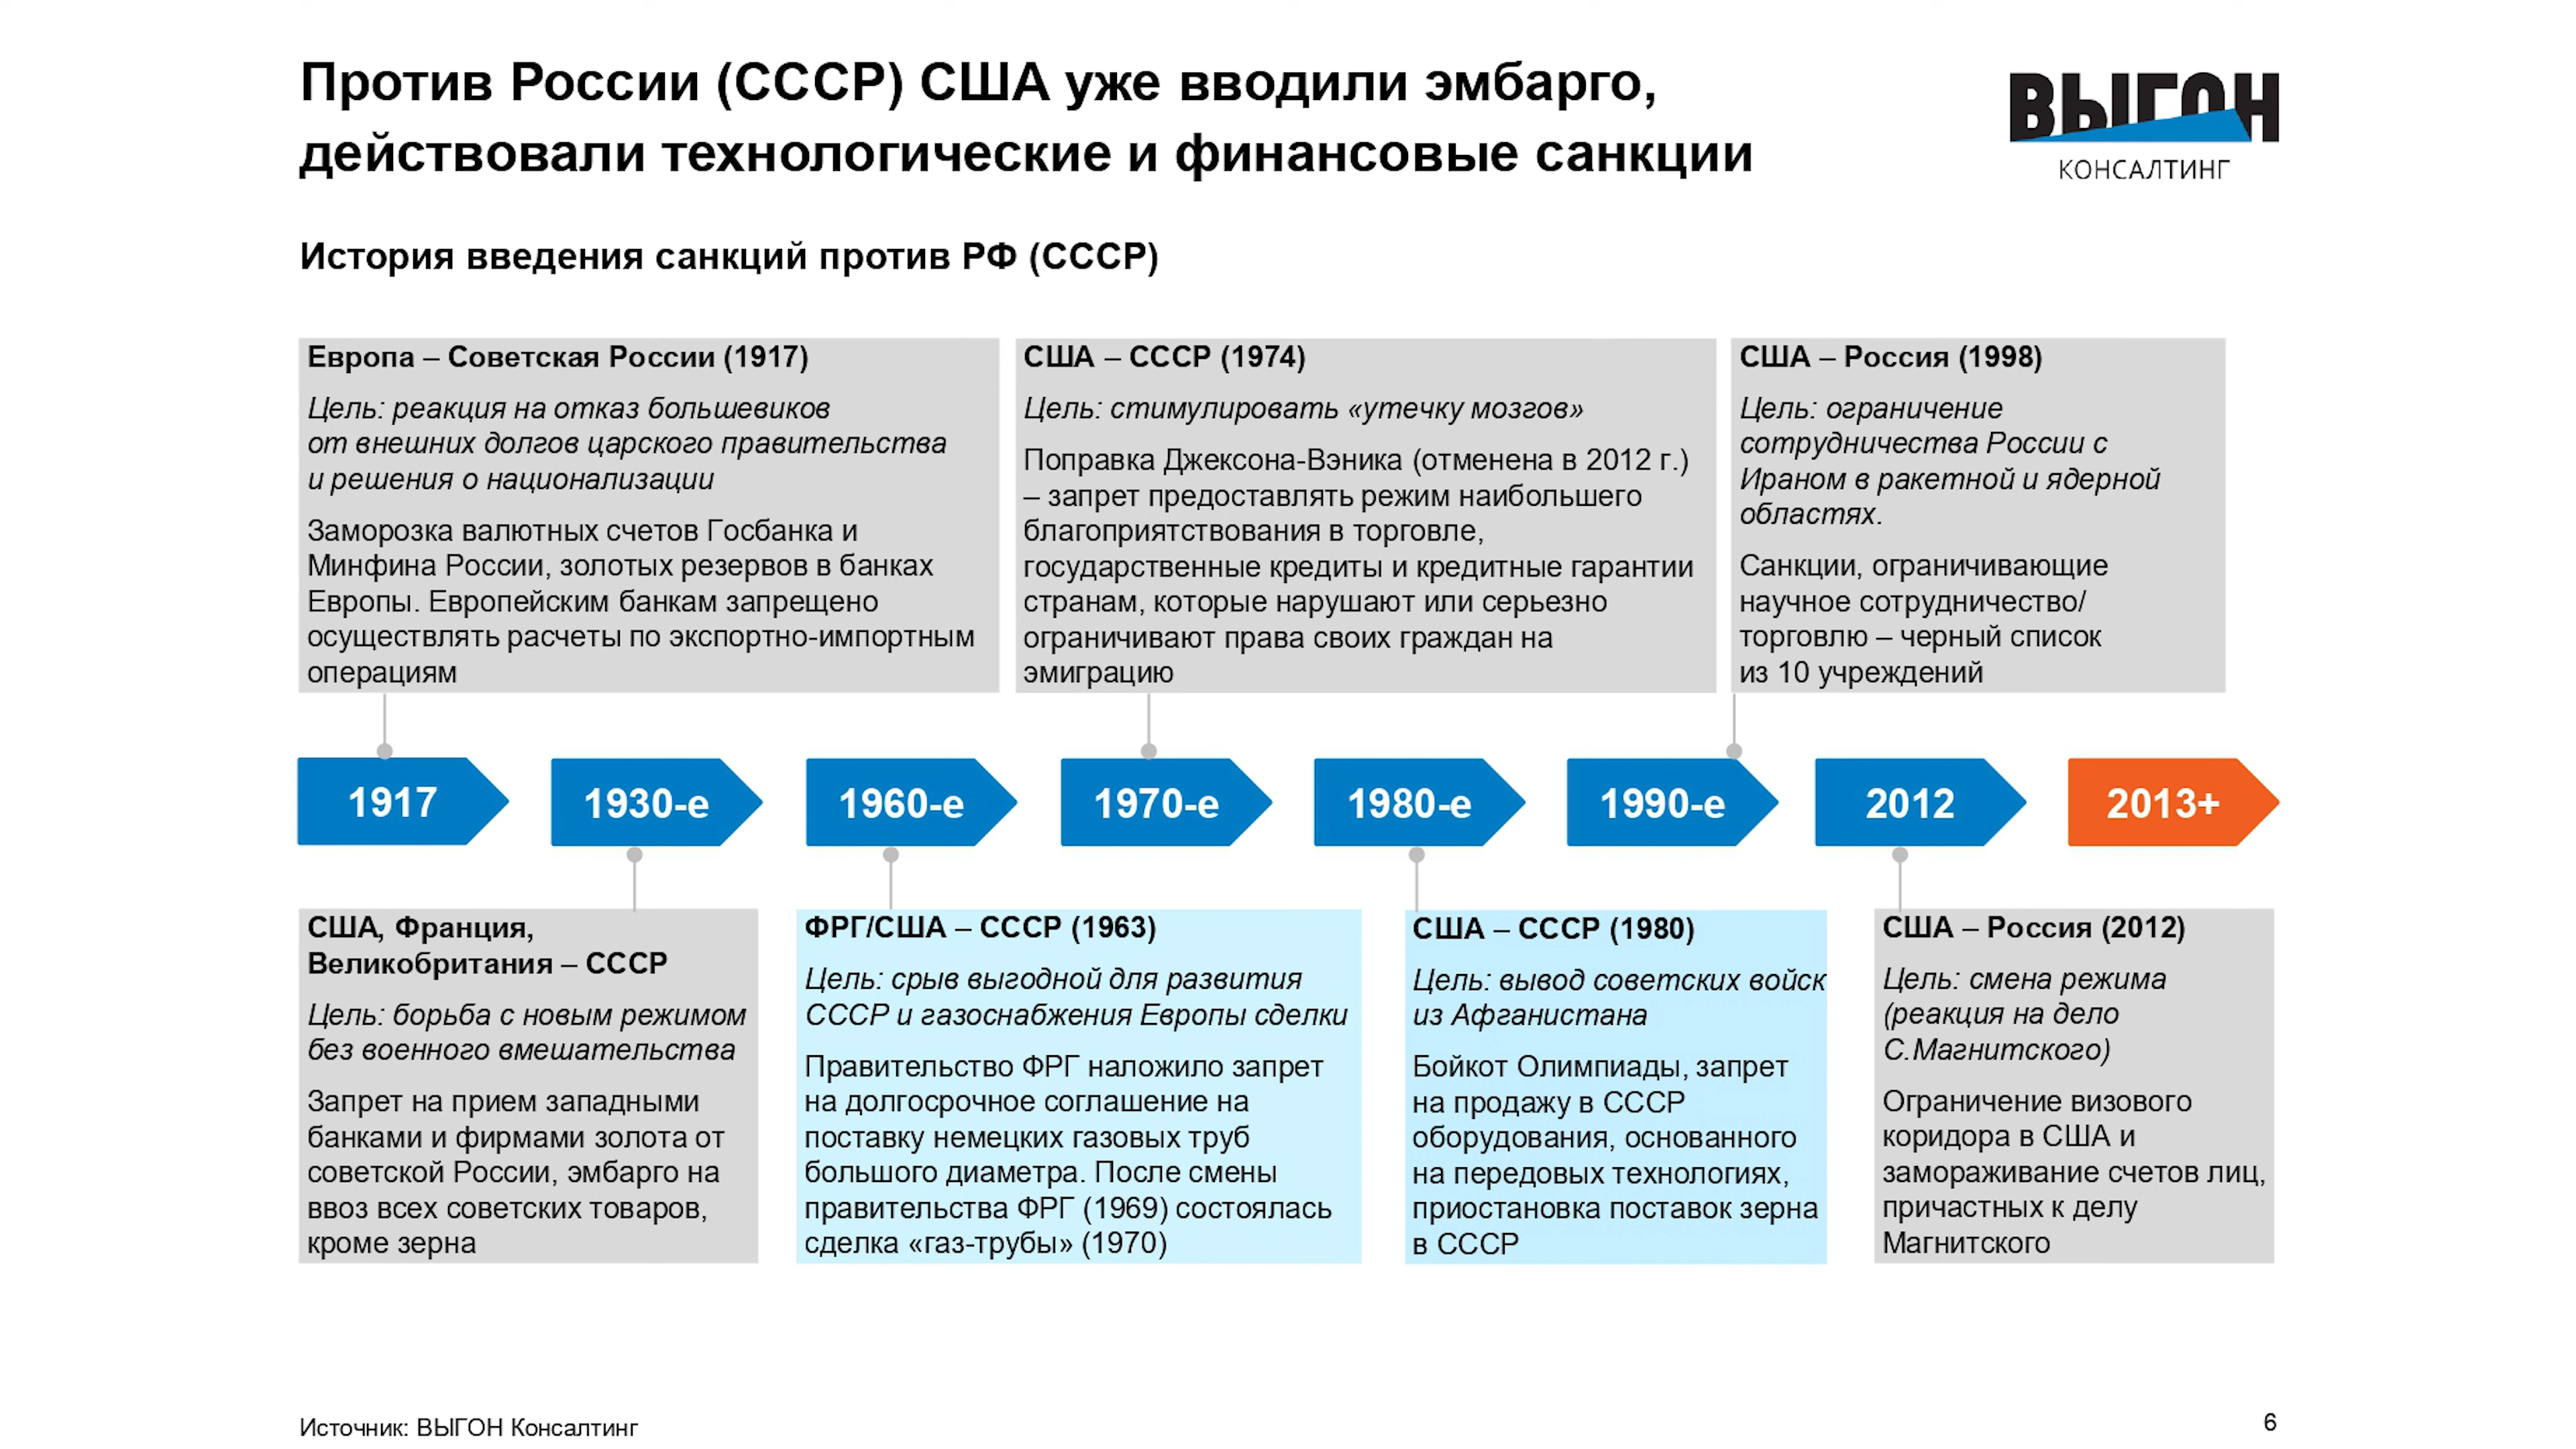 Против России (СССР) США уже вводили эмбарго,
действовали технологические и финансовые санкции
ВЫГОН
КОНСАЛТИНГ
История введения санкций против РФ (СССР)
Европа – Советская России (1917)
Цель: реакция на отказ большевиков
от внешних долгов царского правительства
и решения о национализации
Заморозка валютных счетов Госбанка и
Минфина России, золотых резервов в банках
Европы. Европейским банкам запрещено
осуществлять расчеты по экспортно-импортным
операциям
США – СССР (1974)
Цель: стимулировать «утечку мозгов»
Поправка Джексона-Вэника (отменена в 2012 г.)
– запрет предоставлять режим наибольшего
благоприятствования в торговле,
государственные кредиты и кредитные гарантии
странам, которые нарушают или серьезно
ограничивают права своих граждан на
эмиграцию
США – Россия (1998)
Цель: ограничение
сотрудничества России с
Ираном в ракетной и ядерной
областях.
Санкции, ограничивающие
научное сотрудничество/
торговлю – черный список
из 10 учреждений
1917
1930-е
1960-е
1970-е
1980-е
1990-е
2012
2013+
США, Франция,
Великобритания – СССР
Цель: борьба с новым режимом
без военного вмешательства
Запрет на прием западными
банками и фирмами золота от
советской России, эмбарго на
ввоз всех советских товаров,
кроме зерна
ФРГ/США – СССР (1963)
Цель: срыв выгодной для развития
СССР и газоснабжения Европы сделки
Правительство ФРГ наложило запрет
на долгосрочное соглашение на
поставку немецких газовых труб
большого диаметра. После смены
правительства ФРГ (1969) состоялась
сделка «газ-трубы» (1970)
США – СССР (1980)
Цель: вывод советских войск
из Афганистана
Бойкот Олимпиады, запрет
на продажу в СССР
оборудования, основанного
на передовых технологиях,
приостановка поставок зерна
в СССР
США – Россия (2012)
Цель: смена режима
(реакция на дело
С.Магнитского)
Ограничение визового
коридора в США и
замораживание счетов лиц,
причастных к делу
Магнитского
Источник: ВЫГОН Консалтинг
6